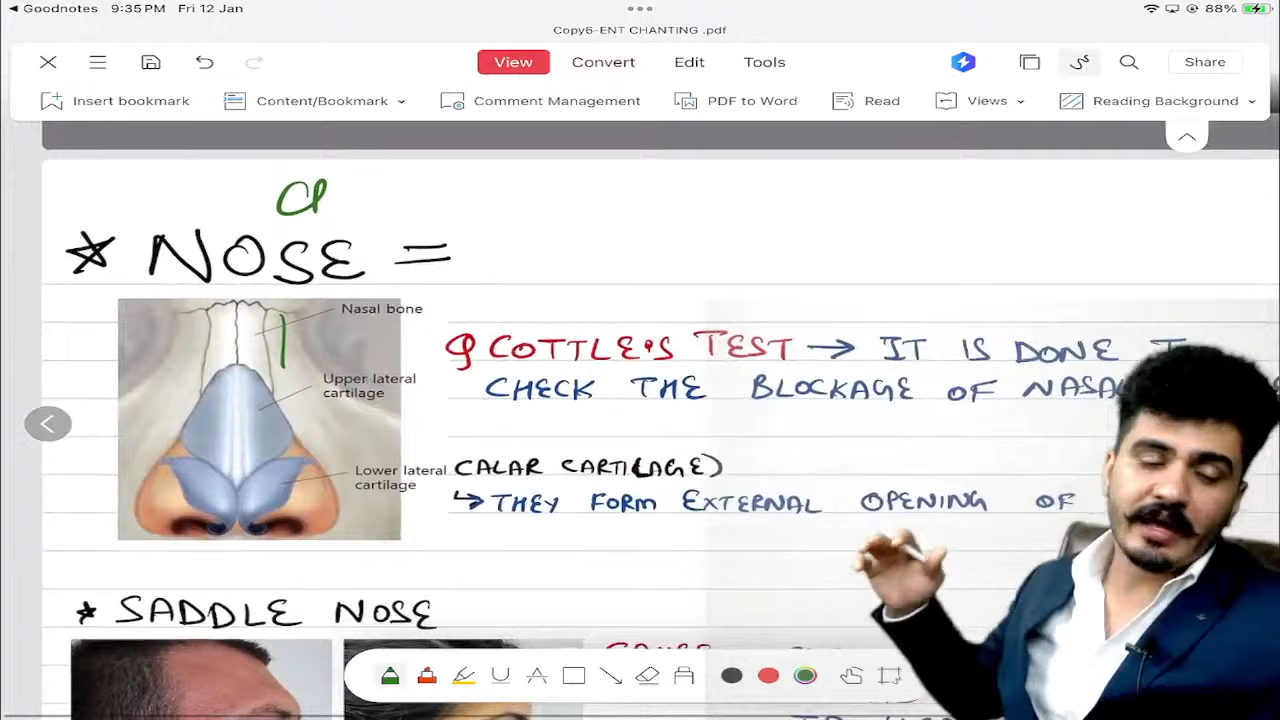 Goodnotes 9:35 PM Fri 12 Jan 88%
Copy6-ENT CHANTING .pdf
View Convert Edit Tools Share
Insert bookmark Content/Bookmark Comment Management PDF to Word Read Views Reading Background
* NOSE =
Nasal bone
Upper lateral
cartilage
Lower lateral
cartilage
COTTLE'S TEST → IT IS DONE
CHECK THE BLOCKAGE OF
CALAR CARTILAGE)
↳ THEY FORM EXTERNAL OPENING OF
* SADDLE NOSE